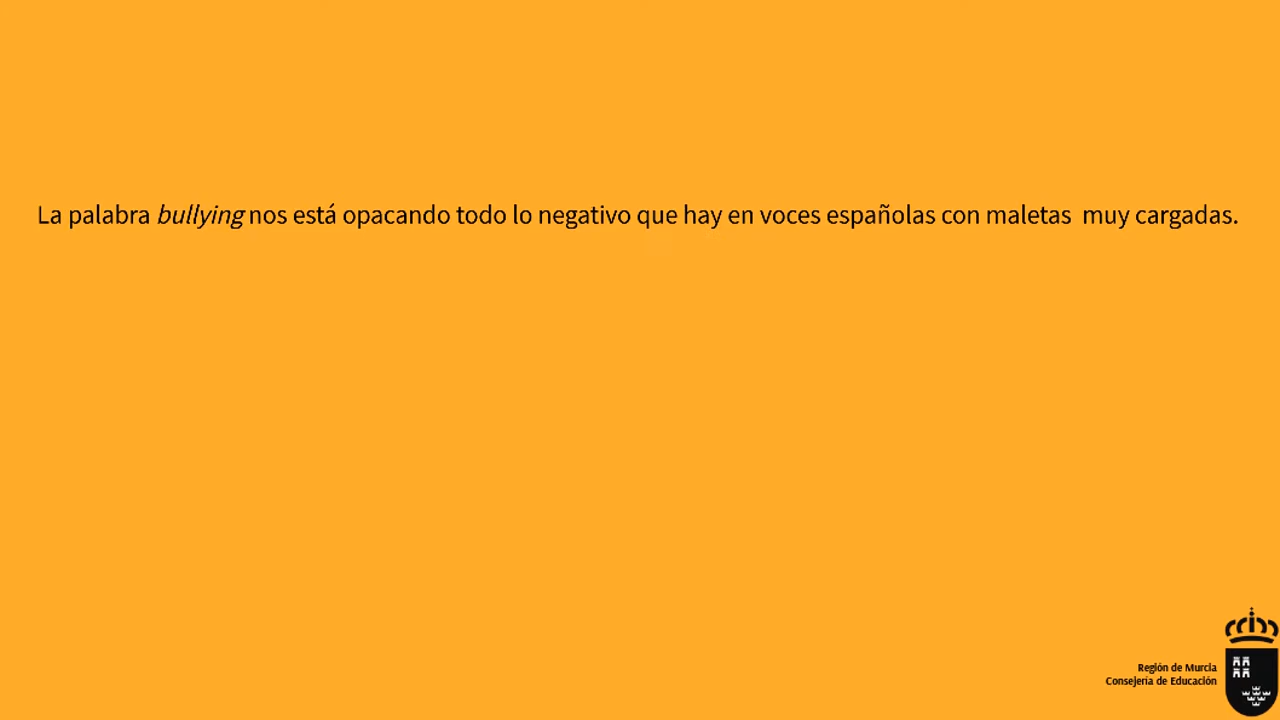 La palabra bullying nos está opacando todo lo negativo que hay en voces españolas con maletas  muy cargadas.
Región de Murcia
Consejería de Educación